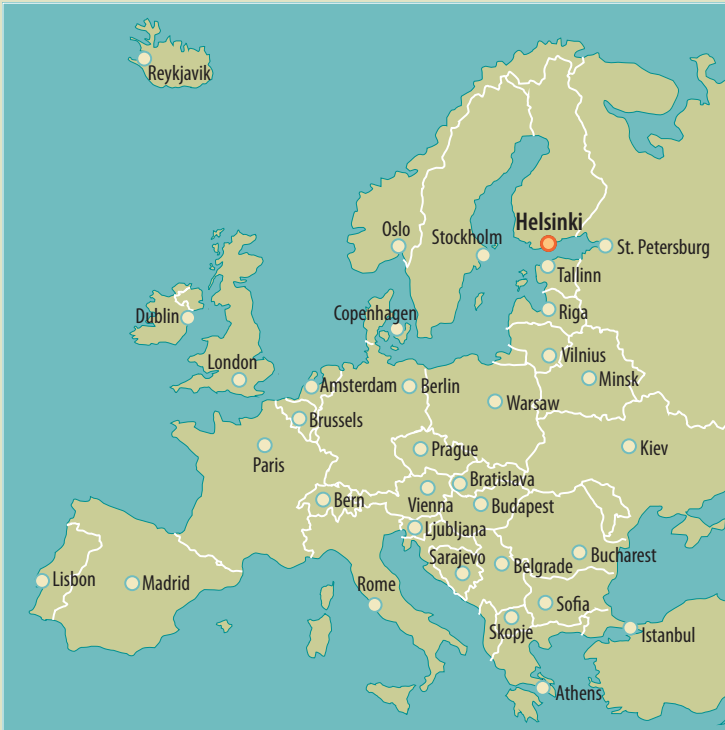 Reykjavik
Oslo
Stockholm
Helsinki
St. Petersburg
Tallinn
Dublin
Copenhagen
Riga
London
Vilnius
Amsterdam
Berlin
Minsk
Warsaw
Brussels
Paris
Prague
Kiev
Bratislava
Bern
Vienna
Budapest
Ljubljana
Sarajevo
Belgrade
Bucharest
Lisbon
Madrid
Rome
Sofia
Skopje
Istanbul
Athens